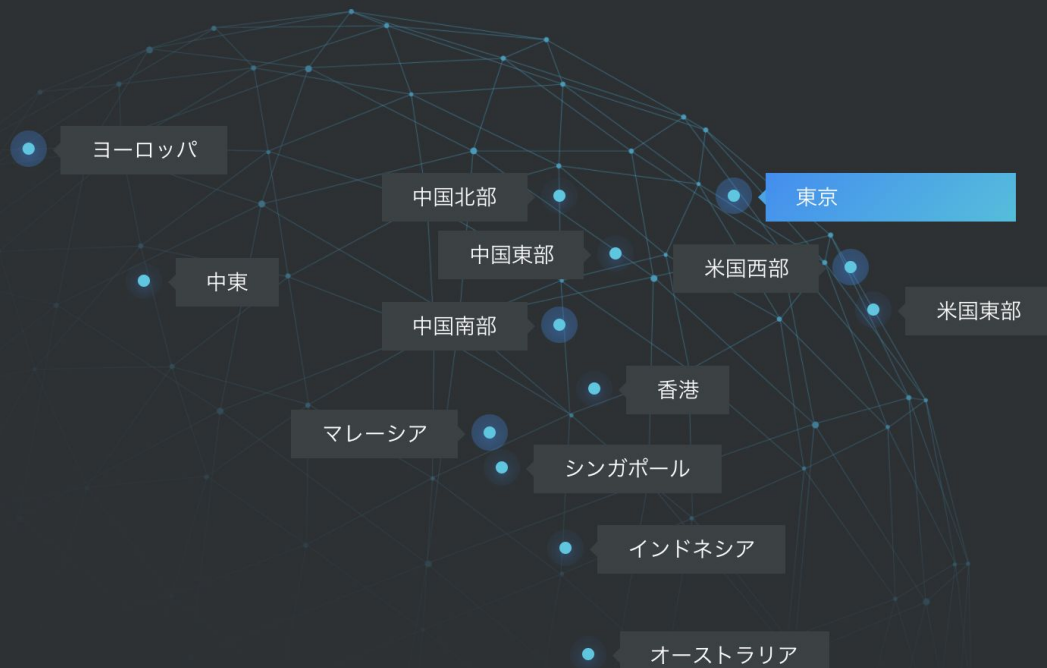 ヨーロッパ
中国北部
東京
中国東部
米国西部
中東
米国東部
中国南部
香港
マレーシア
シンガポール
インドネシア
オーストラリア